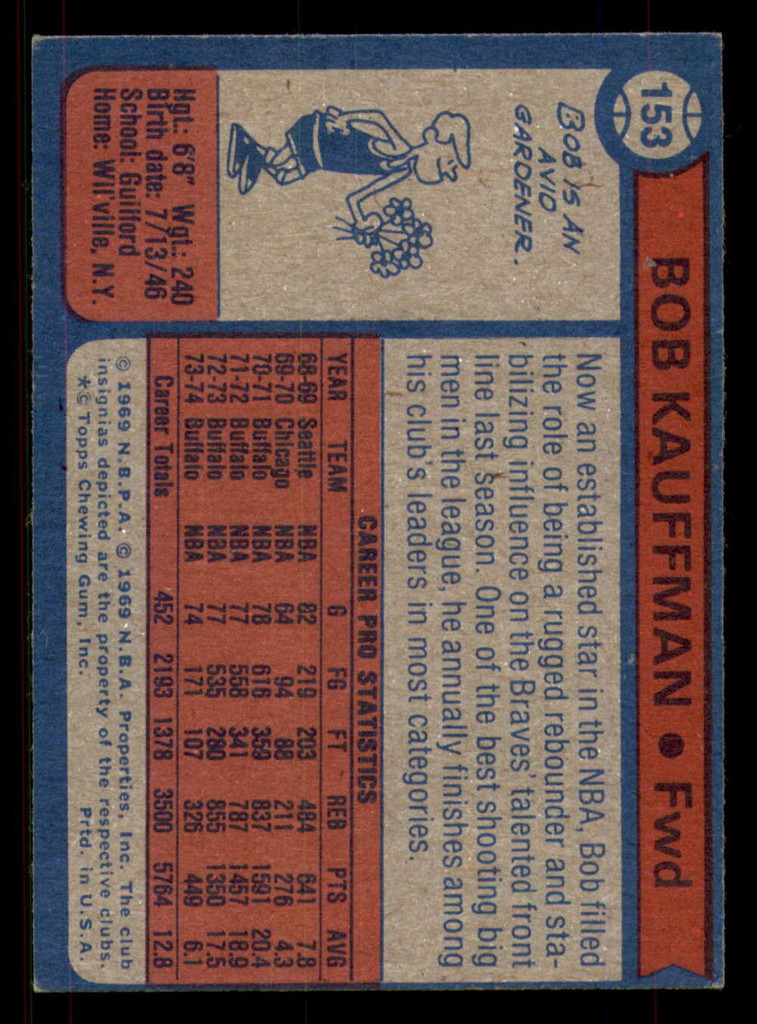 153
BOB KAUFFMAN • Fwd
BOB IS AN
AVID
GARDENER.
Hgt.: 6'8" Wgt.: 240
Birth date: 7/13/46
School: Guilford
Home: Wil'ville, N.Y.
Now an established star in the NBA, Bob filled
the role of being a rugged rebounder and sta-
bilizing influence on the Braves' talented front
line last season. One of the best shooting big
men in the league, he annually finishes among
his club's leaders in most categories.
CAREER PRO STATISTICS
YEAR TEAM G FG FT REB PTS AVG
68-69 Seattle NBA 82 219 203 484 641 7.8
69-70 Chicago NBA 64 94 88 211 276 4.3
70-71 Buffalo NBA 78 616 359 837 1591 20.4
71-72 Buffalo NBA 77 558 341 787 1457 18.9
72-73 Buffalo NBA 77 535 280 855 1350 17.5
73-74 Buffalo NBA 74 171 107 326 449 6.1
Career Totals 452 2193 1378 3500 5764 12.8
© 1969 N.B.P.A. © 1969 N.B.A. Properties, Inc. The club
insignias depicted are the property of the respective clubs.
*© Topps Chewing Gum, Inc. Prtd. in U.S.A.